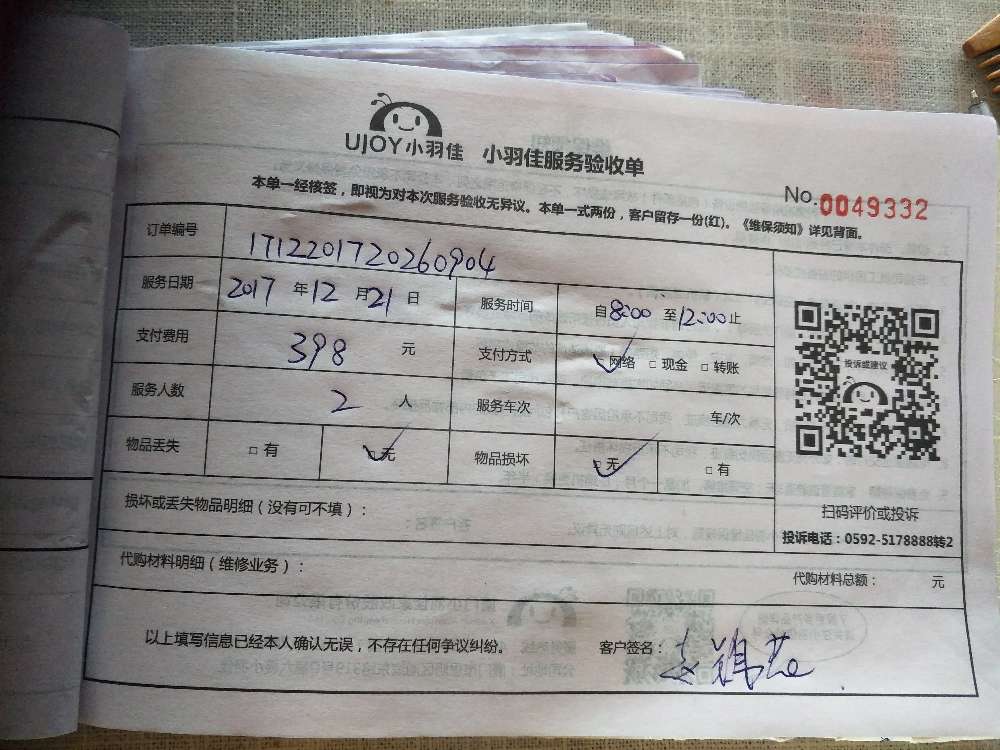 UJOY小羽佳 小羽佳服务验收单
No.0049332
本单一经核签，即视为对本次服务验收无异议。本单一式两份，客户留存一份(红)。《维保须知》详见背面。
订单编号 1712201720260904
服务日期 2017 年 12 月 21 日 服务时间 自8:00 至12:00止
支付费用 398 元 支付方式 ☑网络 □现金 □转账
服务人数 2 人 服务车次 车/次
物品丢失 □有 ☑无 物品损坏 ☑无 □有
投诉或建议
扫码评价或投诉
投诉电话：0592-5178888转2
损坏或丢失物品明细（没有可不填）：
代购材料明细（维修业务）：
代购材料总额： 元
以上填写信息已经本人确认无误，不存在任何争议纠纷。 客户签名：